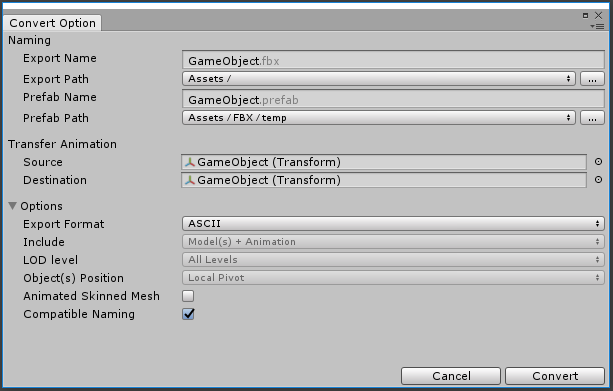 Convert Option
Naming
Export Name GameObject.fbx
Export Path Assets / ...
Prefab Name GameObject.prefab
Prefab Path Assets / FBX / temp ...
Transfer Animation
Source GameObject (Transform)
Destination GameObject (Transform)
Options
Export Format ASCII
Include Model(s) + Animation
LOD level All Levels
Object(s) Position Local Pivot
Animated Skinned Mesh
Compatible Naming
Cancel Convert